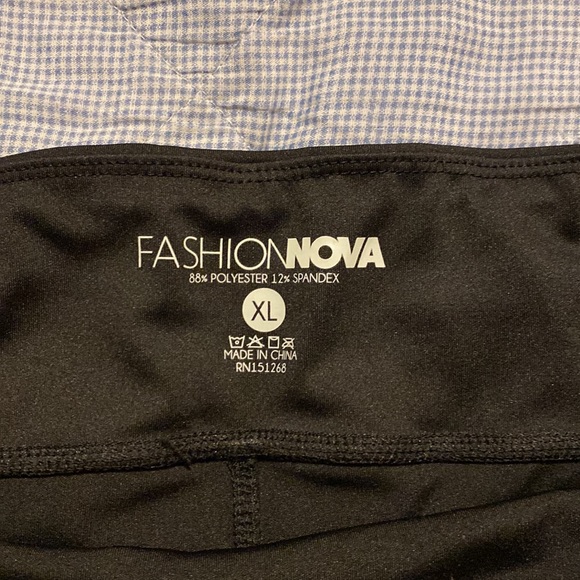 FASHIONNOVA
88% POLYESTER 12% SPANDEX
XL
MADE IN CHINA
RN151268